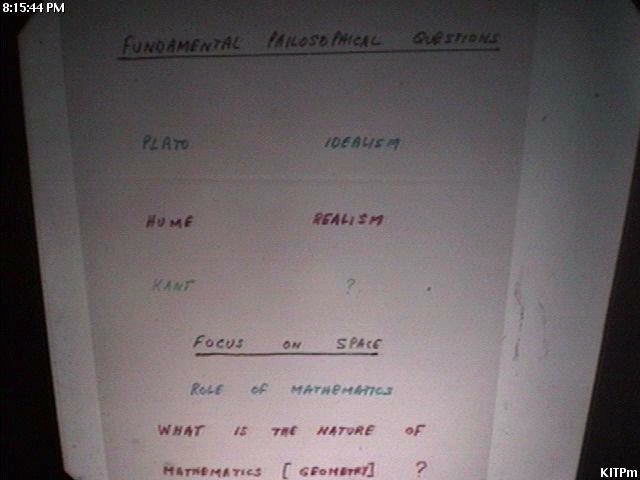 8:15:44 PM
FUNDAMENTAL PHILOSOPHICAL QUESTIONS
PLATO IDEALISM
HUME REALISM
KANT ?
FOCUS ON SPACE
ROLE OF MATHEMATICS
WHAT IS THE NATURE OF
MATHEMATICS [GEOMETRY] ?
KITPm